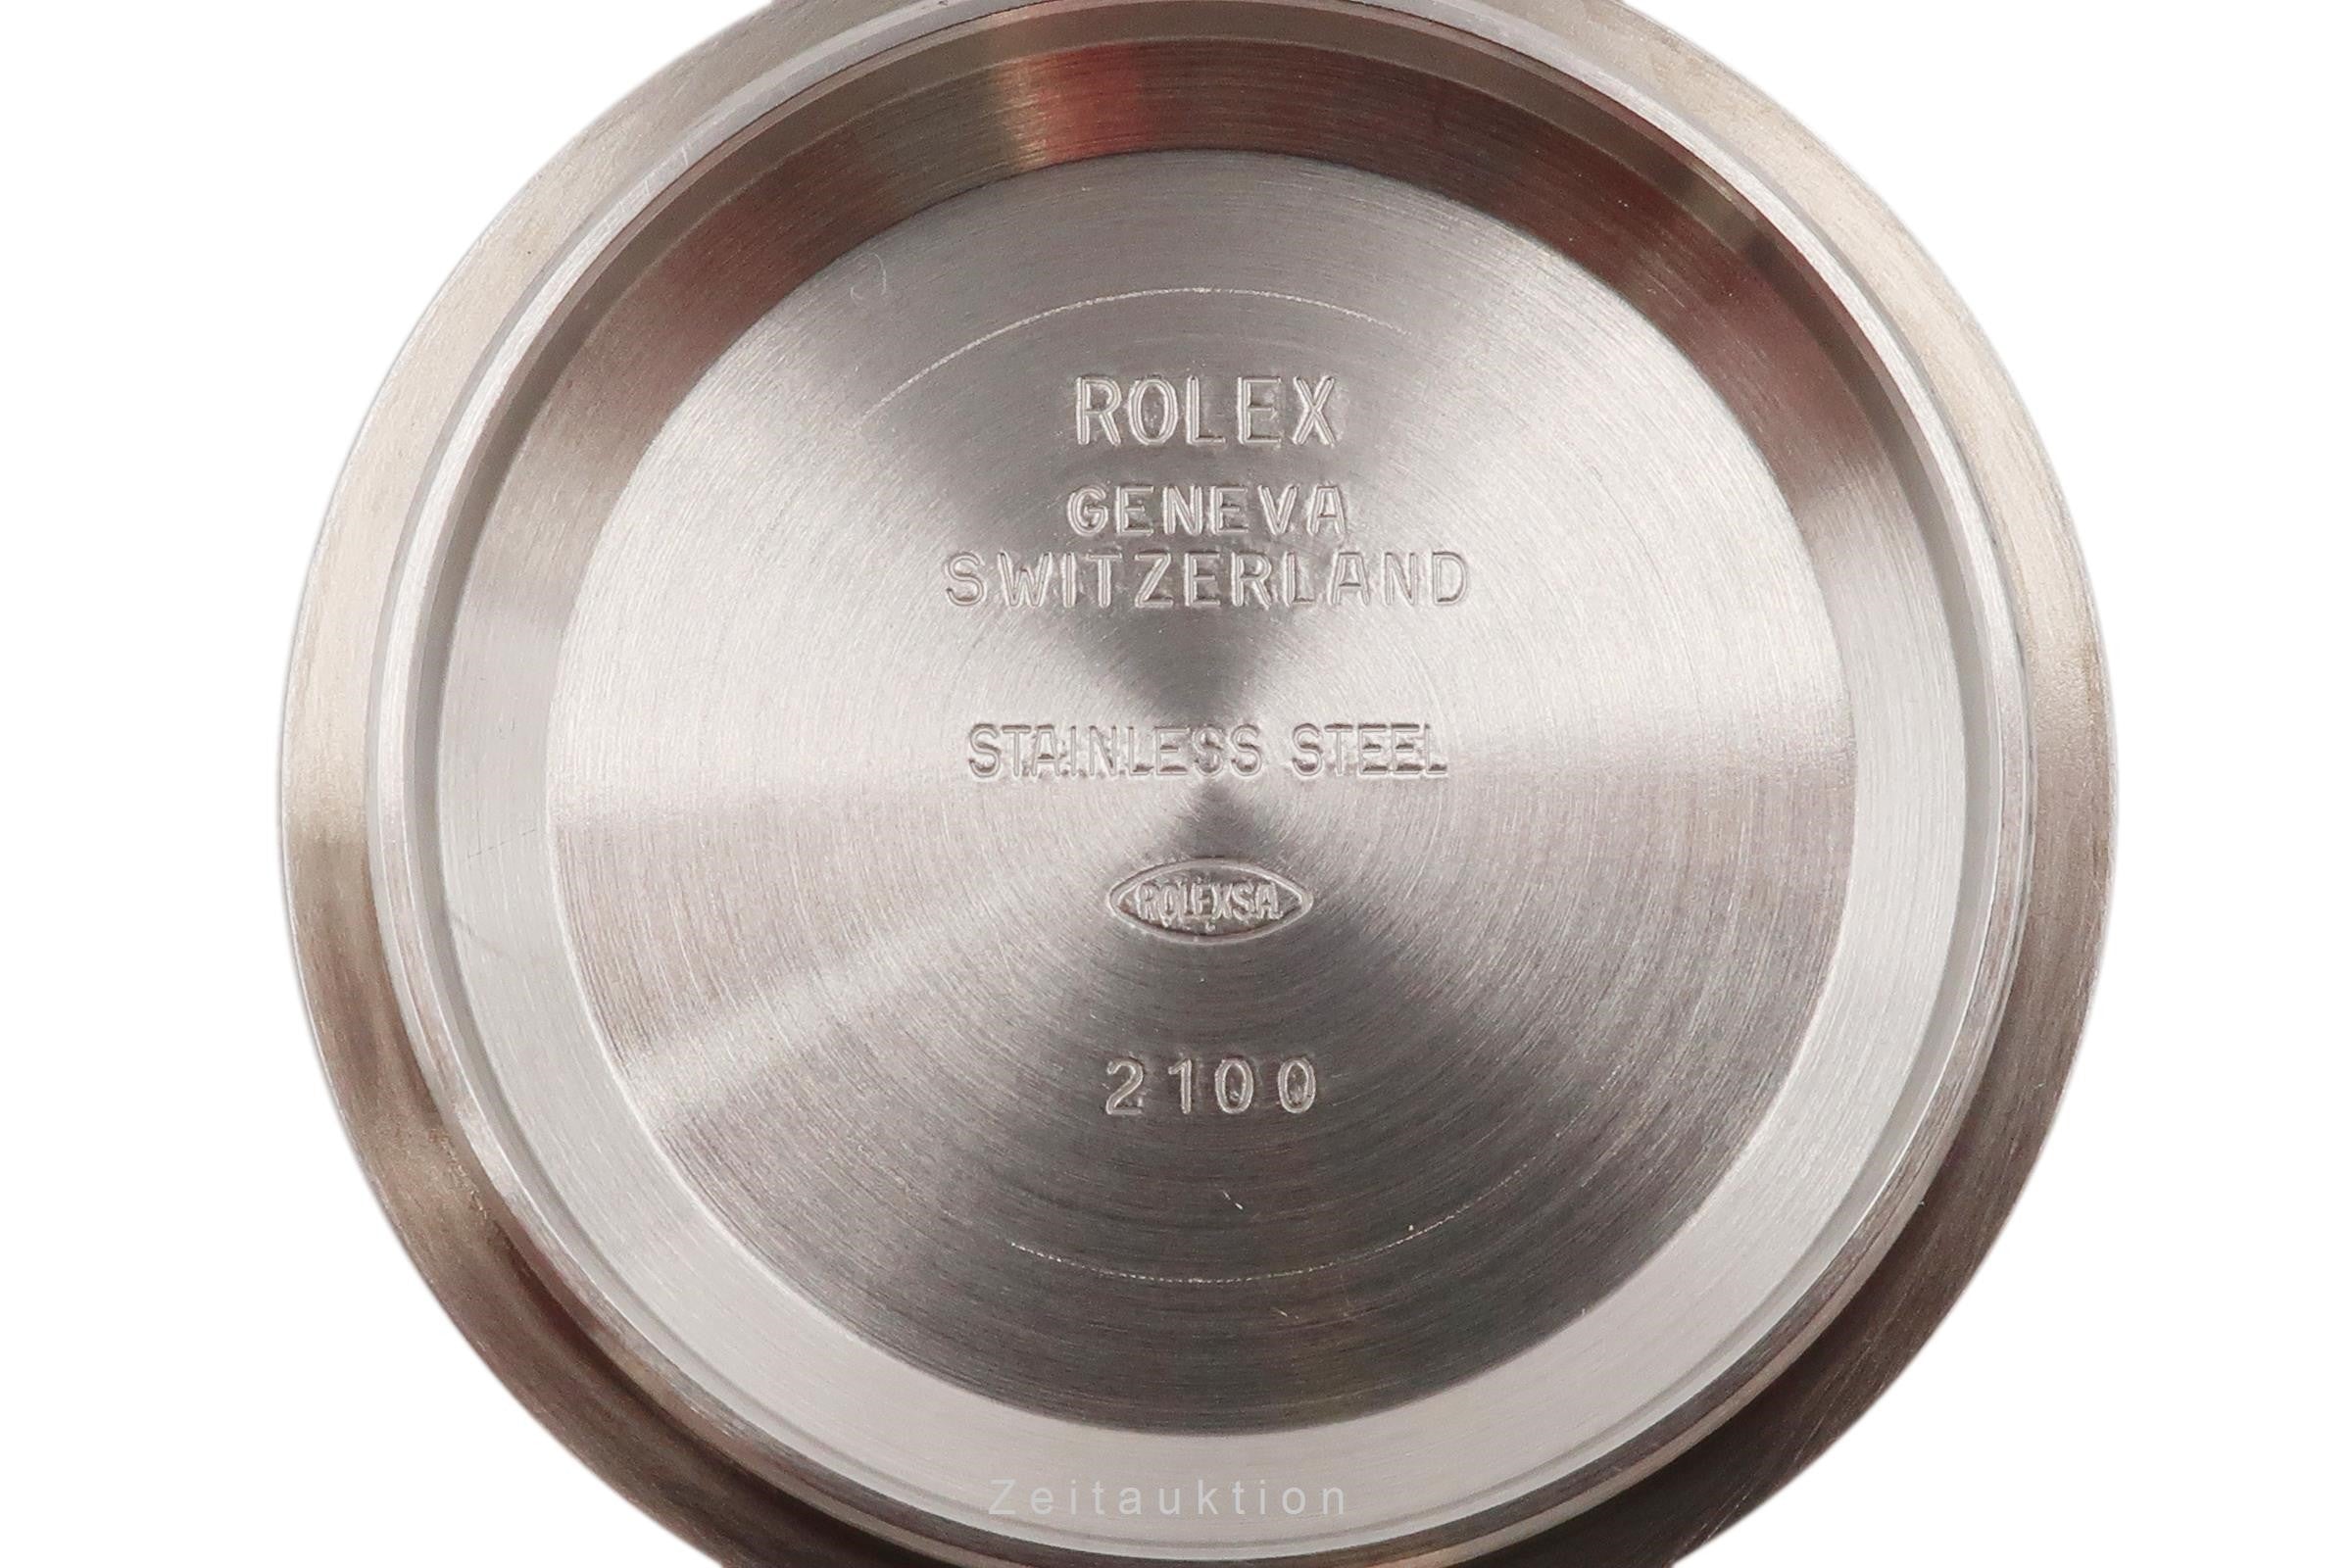 ROLEX
GENEVA
SWITZERLAND
STAINLESS STEEL
ROLEXSA
2100
Zeitauktion